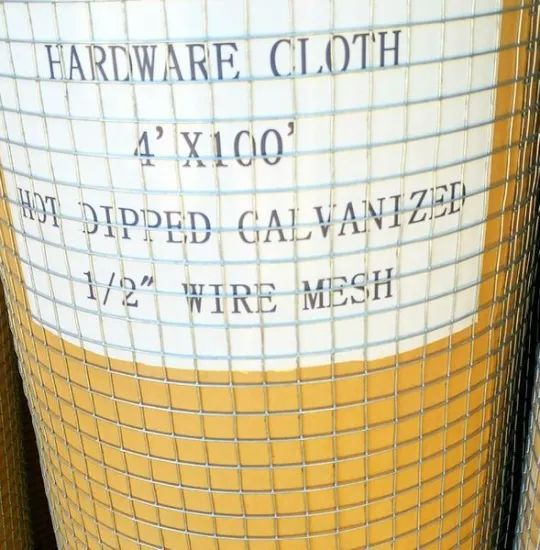 HARDWARE CLOTH
4'X100'
HOT DIPPED GALVANIZED
1/2" WIRE MESH